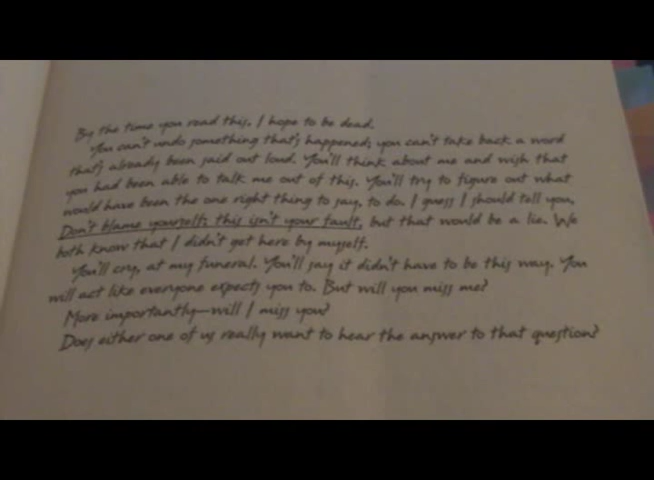 By the time you read this, I hope to be dead.
You can't undo something that's happened; you can't take back a word
that's already been said out loud. You'll think about me and wish that
you had been able to talk me out of this. You'll try to figure out what
would have been the one right thing to say, to do. I guess I should tell you,
Don't blame yourself; this isn't your fault, but that would be a lie. We
both know that I didn't get here by myself.
You'll cry, at my funeral. You'll say it didn't have to be this way. You
will act like everyone expects you to. But will you miss me?
More importantly—will I miss you?
Does either one of us really want to hear the answer to that question?